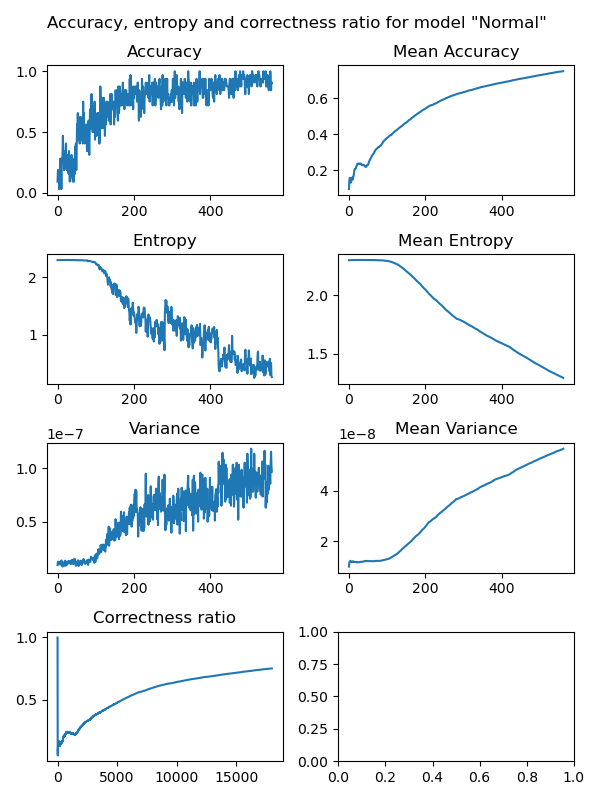 Accuracy, entropy and correctness ratio for model "Normal"
Accuracy
1.0
0.5
0.0
0 200 400
Mean Accuracy
0.6
0.4
0.2
0 200 400
Entropy
2
1
0 200 400
Mean Entropy
2.0
1.5
0 200 400
Variance
1e−7
1.0
0.5
0 200 400
Mean Variance
1e−8
4
2
0 200 400
Correctness ratio
1.0
0.5
0 5000 10000 15000
1.00
0.75
0.50
0.25
0.00
0.0 0.2 0.4 0.6 0.8 1.0